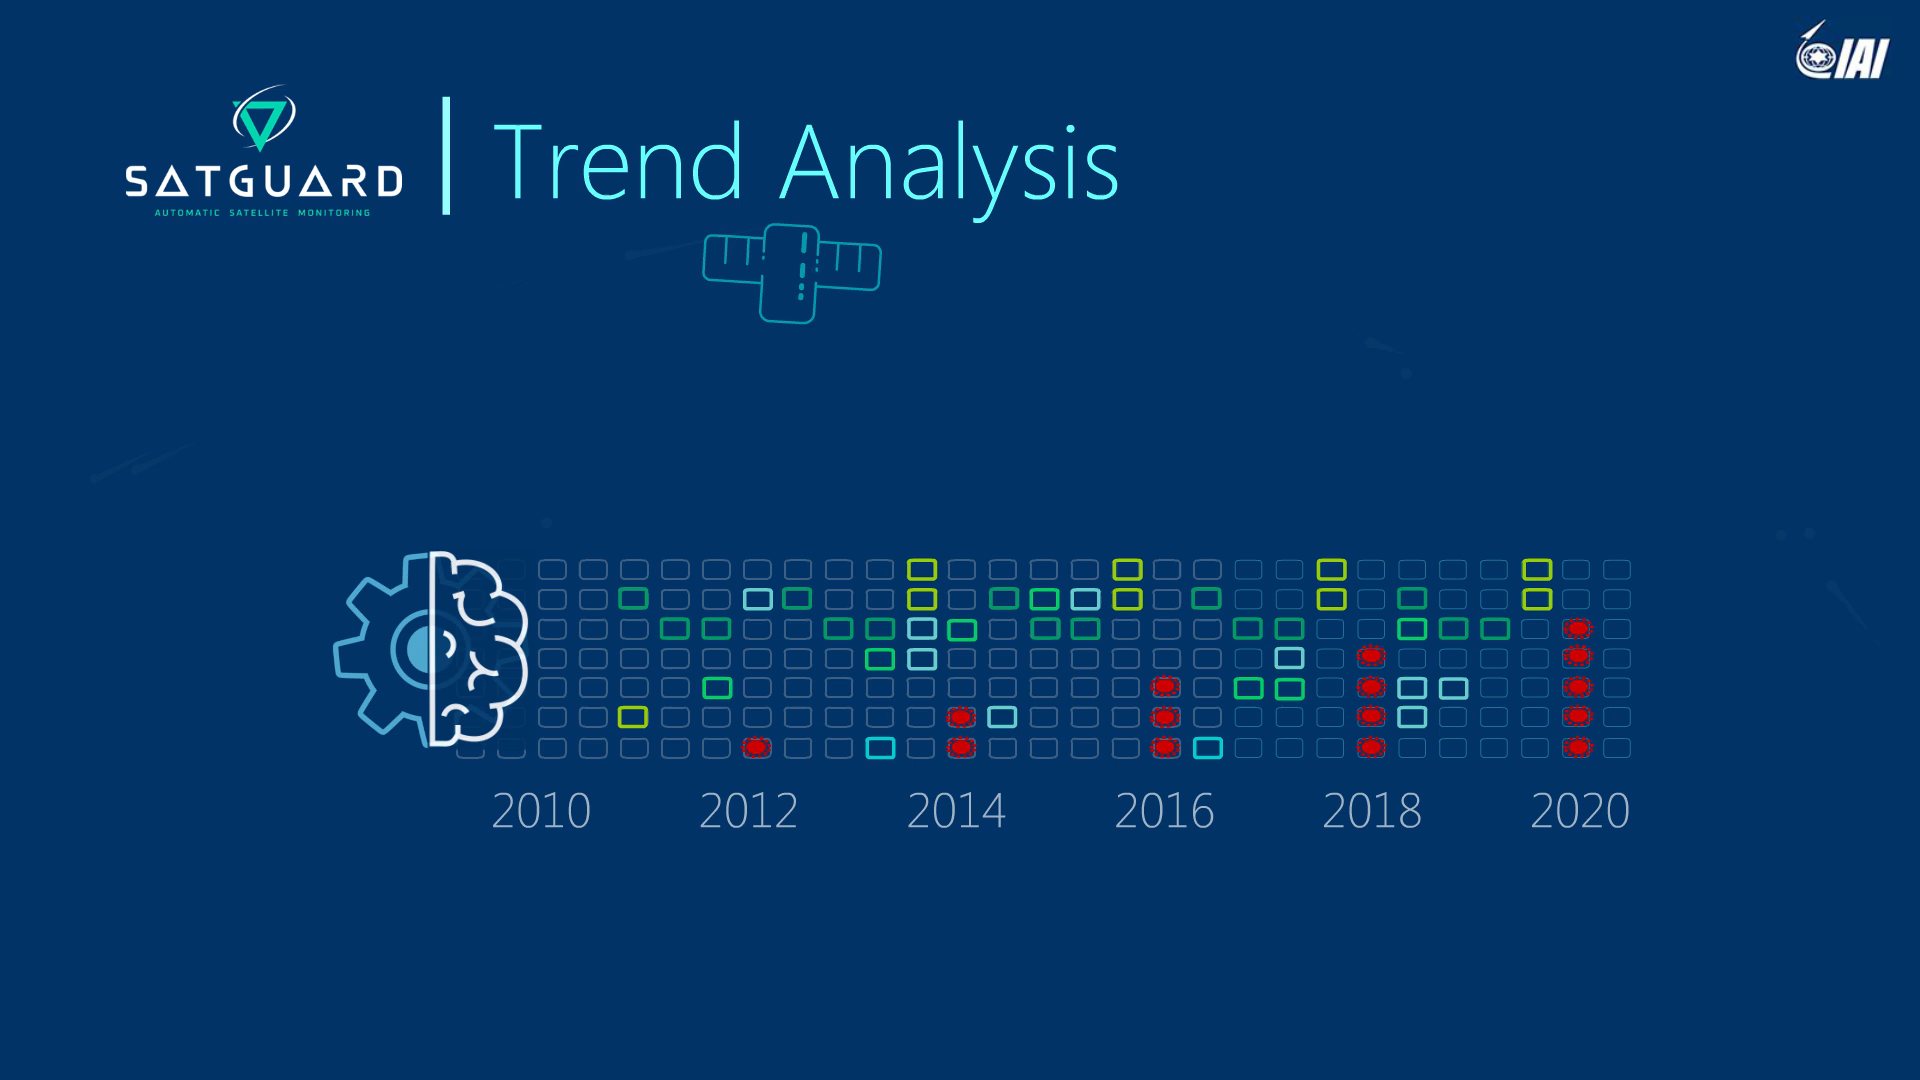 IAI
SATGUARD
AUTOMATIC SATELLITE MONITORING
Trend Analysis
2010 2012 2014 2016 2018 2020